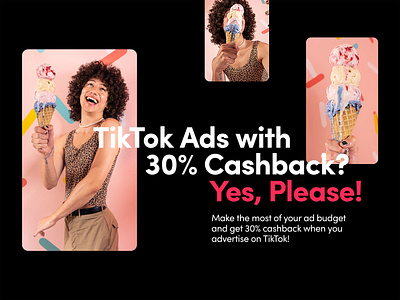 TikTok Ads with
30% Cashback?
Yes, Please!
Make the most of your ad budget
and get 30% cashback when you
advertise on TikTok!